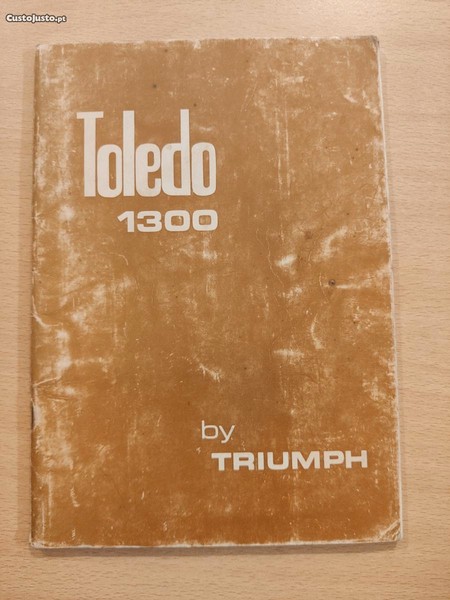 CustoJusto.pt
Toledo
1300
by
TRIUMPH